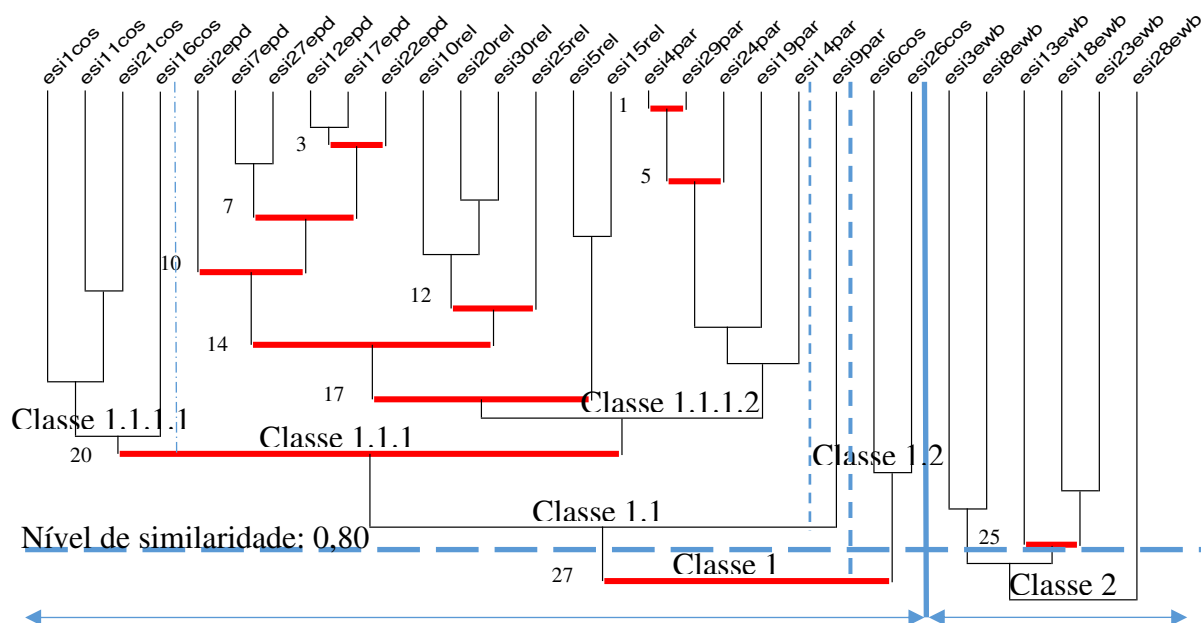 esi1cos esi11cos esi21cos esi16cos esi2epd esi7epd esi27epd esi12epd esi17epd esi22epd esi10rel esi20rel esi30rel esi25rel esi5rel esi15rel esi4par esi29par esi24par esi19par esi14par esi9par esi6cos esi26cos esi3ewb esi8ewb esi13ewb esi18ewb esi23ewb esi28ewb
1
3
5
7
10
12
14
17
Classe 1.1.1.2
Classe 1.1.1.1
Classe 1.1.1
20
Classe 1.2
Classe 1.1
Nível de similaridade: 0,80
25
Classe 1
27
Classe 2